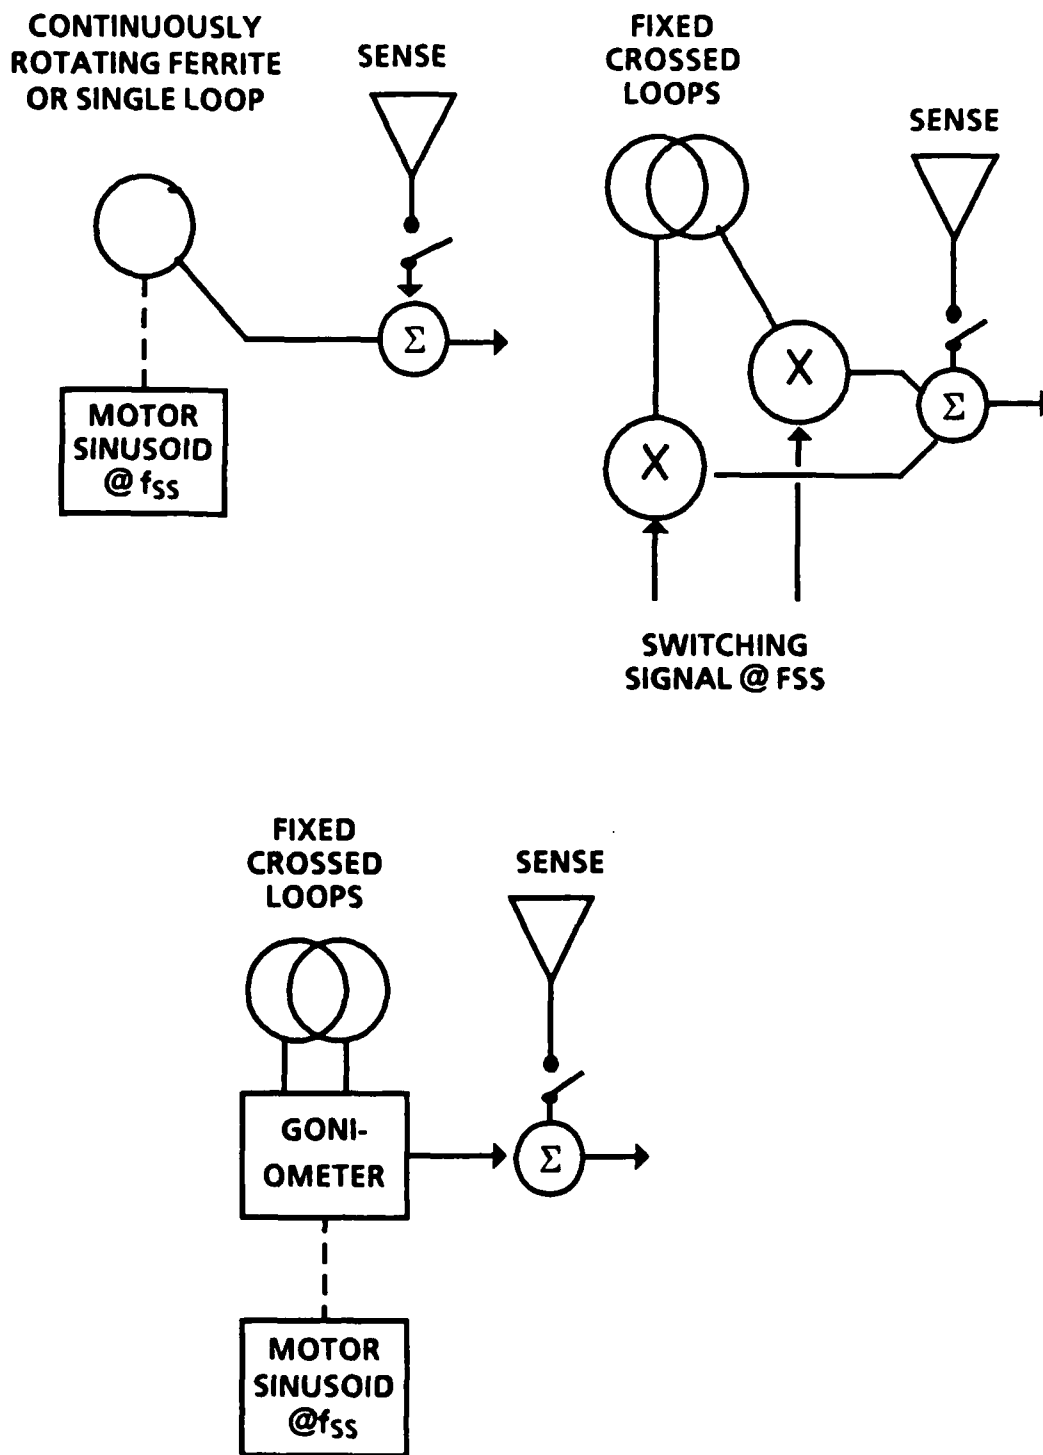 CONTINUOUSLY
ROTATING FERRITE
OR SINGLE LOOP
SENSE
Σ
MOTOR
SINUSOID
@ fSS
FIXED
CROSSED
LOOPS
SENSE
X
Σ
X
SWITCHING
SIGNAL @ FSS
FIXED
CROSSED
LOOPS
SENSE
GONI-
OMETER
Σ
MOTOR
SINUSOID
@fSS